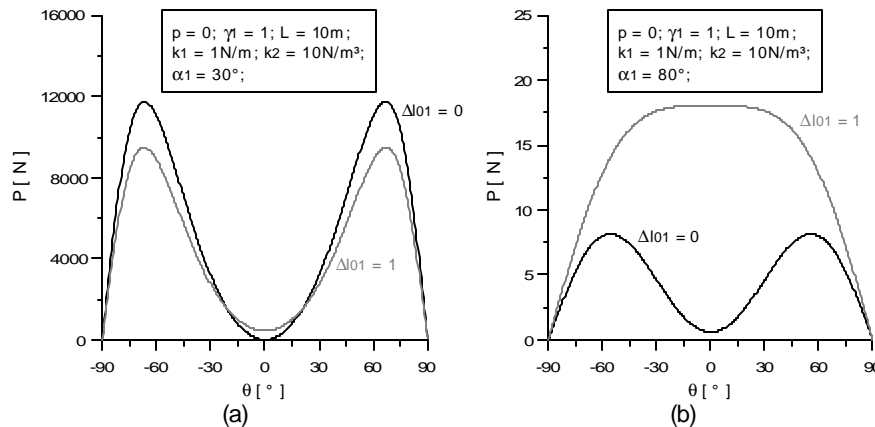 p = 0; γ1 = 1; L = 10m;
k1 = 1N/m; k2 = 10N/m³;
α1 = 30°;
P [ N ]
16000
12000
8000
4000
0
Δl01 = 0
Δl01 = 1
-90 -60 -30 0 30 60 90
θ [ ° ]
(a)
p = 0; γ1 = 1; L = 10m;
k1 = 1N/m; k2 = 10N/m³;
α1 = 80°;
P [ N ]
25
20
15
10
5
0
Δl01 = 1
Δl01 = 0
-90 -60 -30 0 30 60 90
θ [ ° ]
(b)